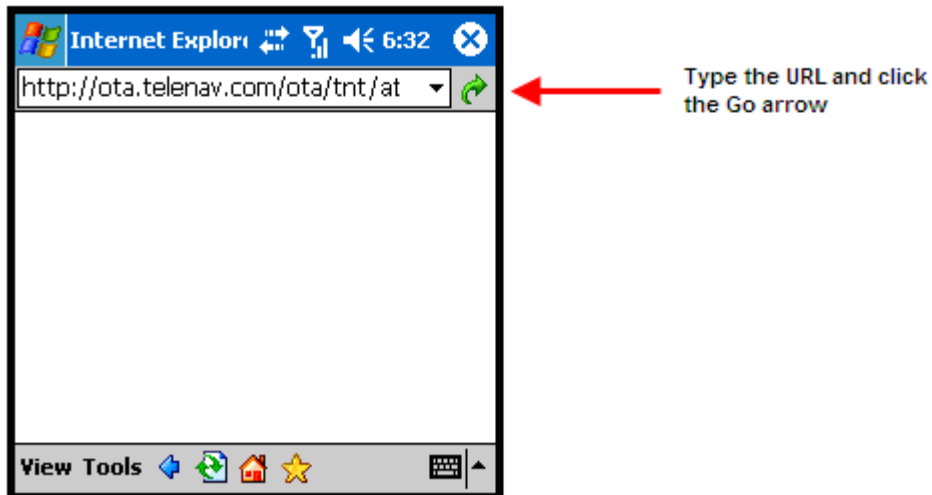 Internet Explor 6:32
http://ota.telenav.com/ota/tnt/at
Type the URL and click
the Go arrow
View Tools